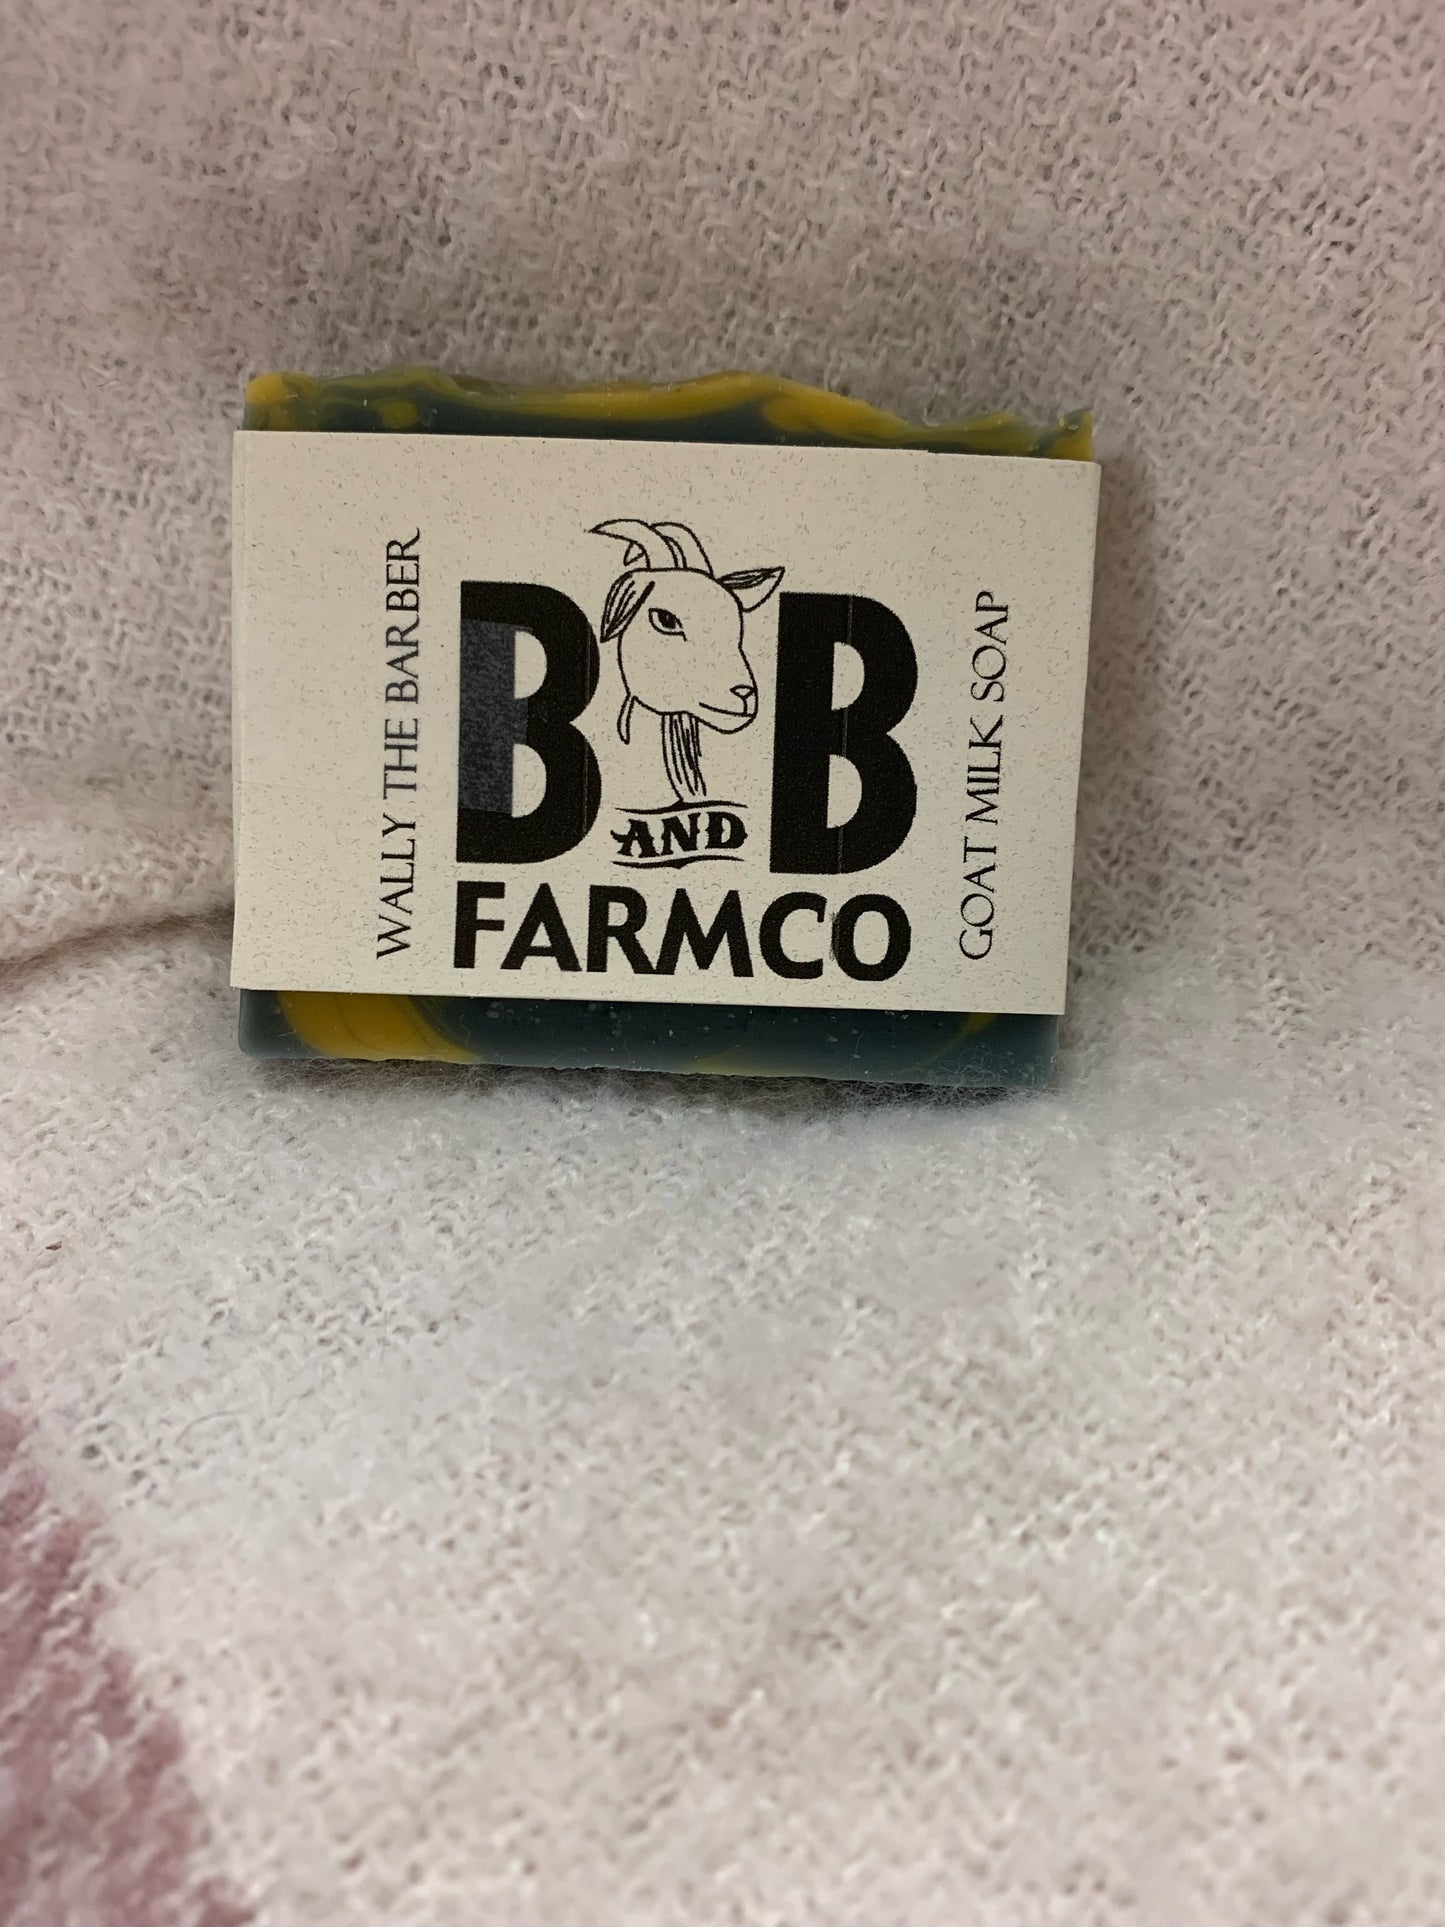 WALLY THE BARBER
B AND B
FARMCO
GOAT MILK SOAP